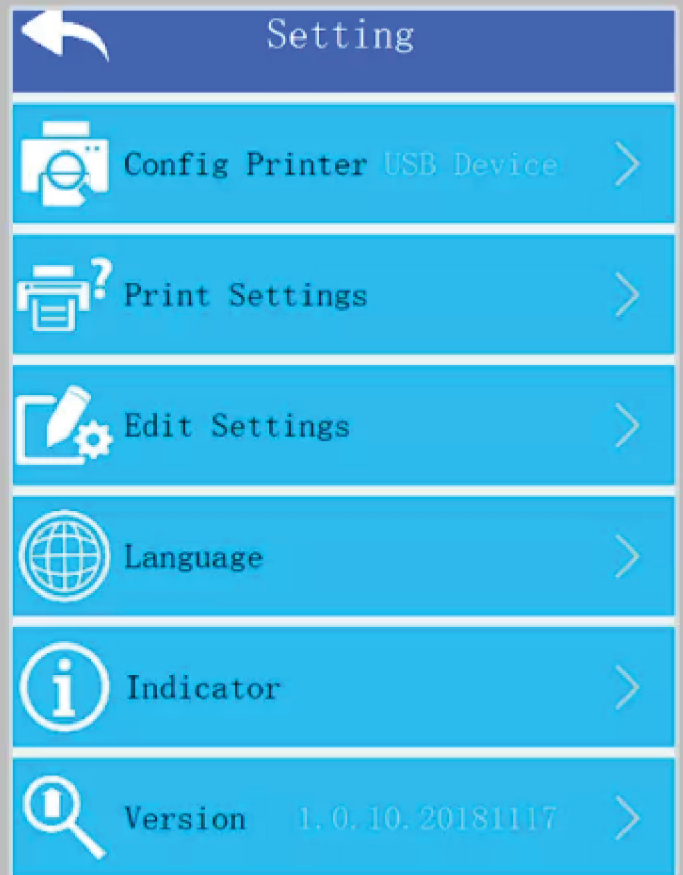 Setting
Config Printer USB Device
Print Settings
Edit Settings
Language
Indicator
Version 1.0.10.20181117